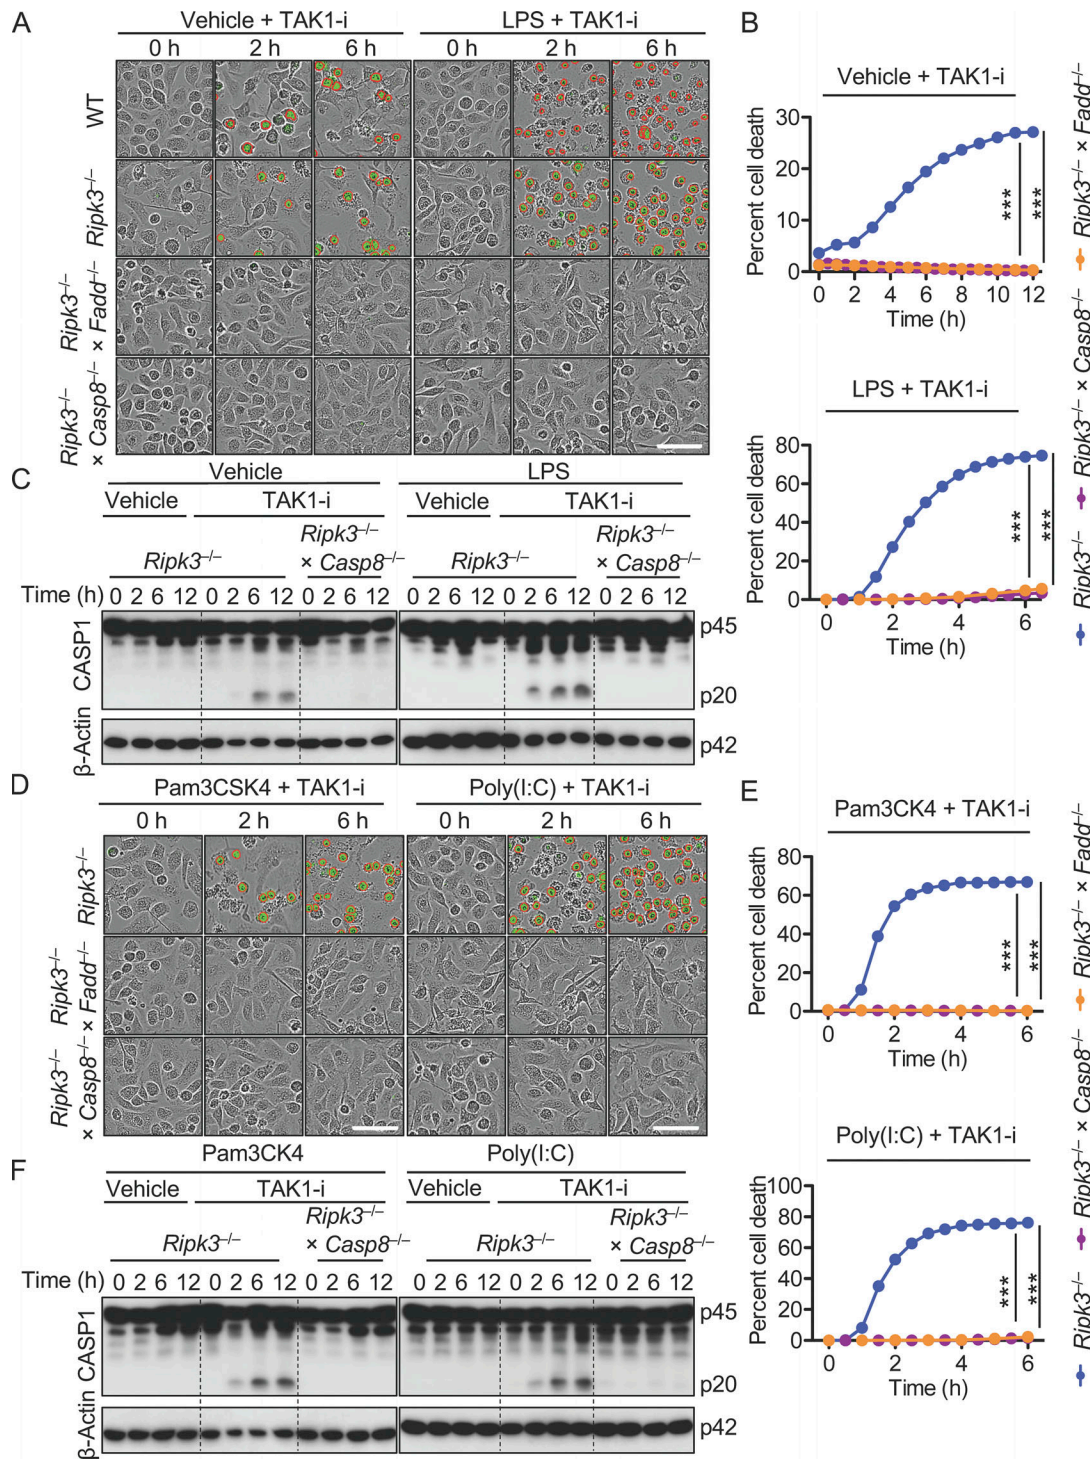 A
Vehicle + TAK1-i LPS + TAK1-i
0 h 2 h 6 h 0 h 2 h 6 h
WT
Ripk3–/–
Ripk3–/–
× Fadd–/–
Ripk3–/–
× Casp8–/–
B
Vehicle + TAK1-i
Percent cell death
30
20
10
0
0 2 4 6 8 10 12
Time (h)
***
***
LPS + TAK1-i
Percent cell death
80
60
40
20
0
0 2 4 6
Time (h)
***
***
Ripk3–/– Ripk3–/– × Casp8–/– Ripk3–/– × Fadd–/–
C
Vehicle LPS
Vehicle TAK1-i Vehicle TAK1-i
Ripk3–/– Ripk3–/– × Casp8–/– Ripk3–/– Ripk3–/– × Casp8–/–
Time (h) 0 2 6 12 0 2 6 12 0 2 6 12 0 2 6 12 0 2 6 12 0 2 6 12
CASP1
p45
p20
β-Actin
p42
D
Pam3CSK4 + TAK1-i Poly(I:C) + TAK1-i
0 h 2 h 6 h 0 h 2 h 6 h
Ripk3–/–
Ripk3–/–
× Fadd–/–
Ripk3–/–
× Casp8–/–
E
Pam3CK4 + TAK1-i
Percent cell death
80
60
40
20
0
0 2 4 6
Time (h)
***
***
Poly(I:C) + TAK1-i
Percent cell death
100
80
60
40
20
0
0 2 4 6
Time (h)
***
***
Ripk3–/– Ripk3–/– × Casp8–/– Ripk3–/– × Fadd–/–
F
Pam3CK4 Poly(I:C)
Vehicle TAK1-i Vehicle TAK1-i
Ripk3–/– Ripk3–/– × Casp8–/– Ripk3–/– Ripk3–/– × Casp8–/–
Time (h) 0 2 6 12 0 2 6 12 0 2 6 12 0 2 6 12 0 2 6 12 0 2 6 12
CASP1
p45
p20
β-Actin
p42